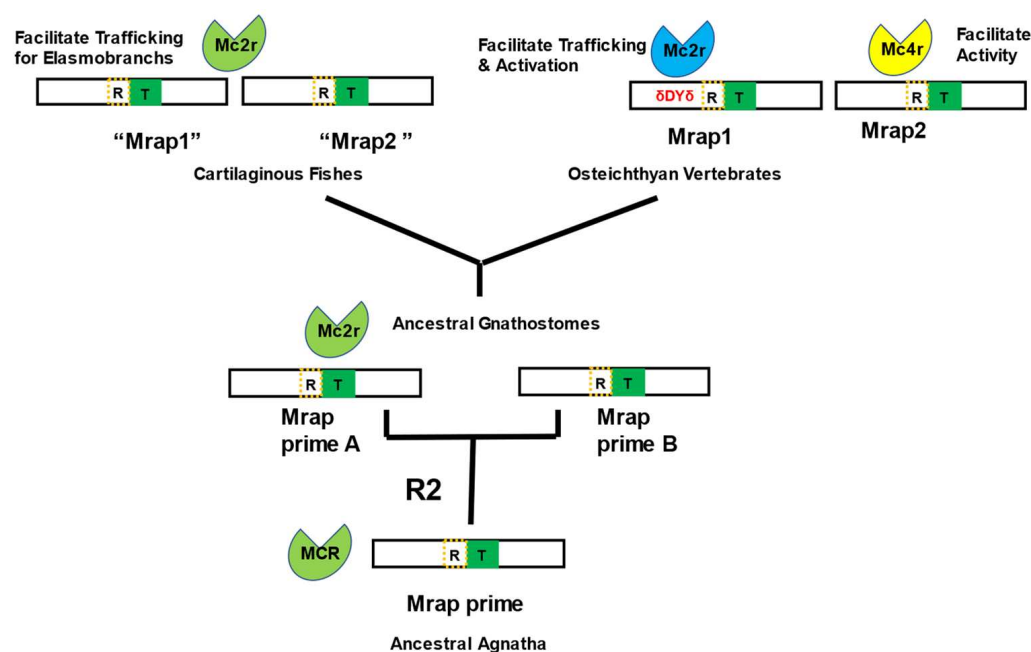 Facilitate Trafficking
for Elasmobranchs
Mc2r
R T
R T
“Mrap1”
“Mrap2 ”
Cartilaginous Fishes
Facilitate Trafficking
& Activation
Mc2r
Mc4r
Facilitate
Activity
δDYδ R T
R T
Mrap1
Mrap2
Osteichthyan Vertebrates
Ancestral Gnathostomes
Mc2r
R T
R T
Mrap
prime A
Mrap
prime B
R2
MCR
R T
Mrap prime
Ancestral Agnatha